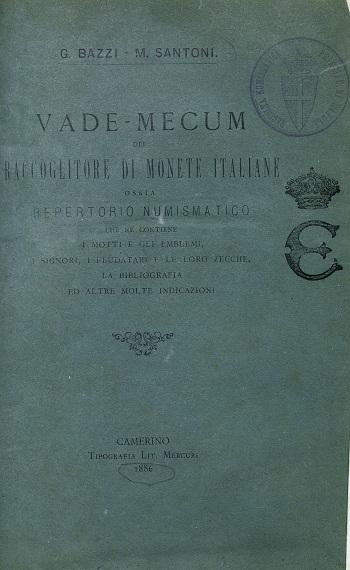 G. BAZZI - M. SANTONI.
VADE-MECUM
DEL
RACCOGLITORE DI MONETE ITALIANE
OSSIA
REPERTORIO NUMISMATICO
CHE NE CONTIENE
I MOTTI E GLI EMBLEMI,
I SIGNORI, I FEUDATARI E LE LORO ZECCHE,
LA BIBLIOGRAFIA
ED ALTRE MOLTE INDICAZIONI
E
CAMERINO
TIPOGRAFIA LIT. MERCURI
1886